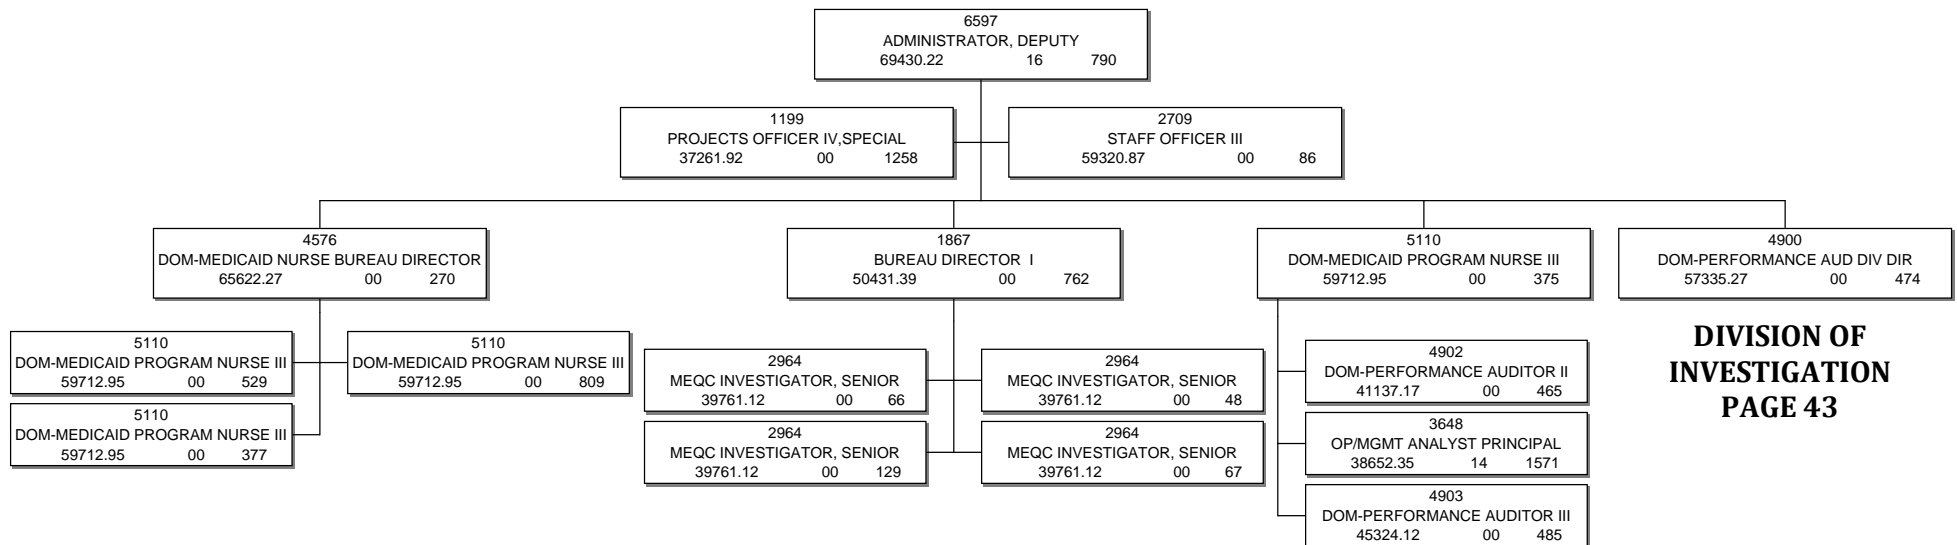 6597
ADMINISTRATOR, DEPUTY
69430.22 16 790
1199
PROJECTS OFFICER IV,SPECIAL
37261.92 00 1258
2709
STAFF OFFICER III
59320.87 00 86
4576
DOM-MEDICAID NURSE BUREAU DIRECTOR
65622.27 00 270
1867
BUREAU DIRECTOR I
50431.39 00 762
5110
DOM-MEDICAID PROGRAM NURSE III
59712.95 00 375
4900
DOM-PERFORMANCE AUD DIV DIR
57335.27 00 474
5110
DOM-MEDICAID PROGRAM NURSE III
59712.95 00 529
5110
DOM-MEDICAID PROGRAM NURSE III
59712.95 00 809
5110
DOM-MEDICAID PROGRAM NURSE III
59712.95 00 377
2964
MEQC INVESTIGATOR, SENIOR
39761.12 00 66
2964
MEQC INVESTIGATOR, SENIOR
39761.12 00 48
2964
MEQC INVESTIGATOR, SENIOR
39761.12 00 129
2964
MEQC INVESTIGATOR, SENIOR
39761.12 00 67
4902
DOM-PERFORMANCE AUDITOR II
41137.17 00 465
3648
OP/MGMT ANALYST PRINCIPAL
38652.35 14 1571
4903
DOM-PERFORMANCE AUDITOR III
45324.12 00 485
DIVISION OF
INVESTIGATION
PAGE 43